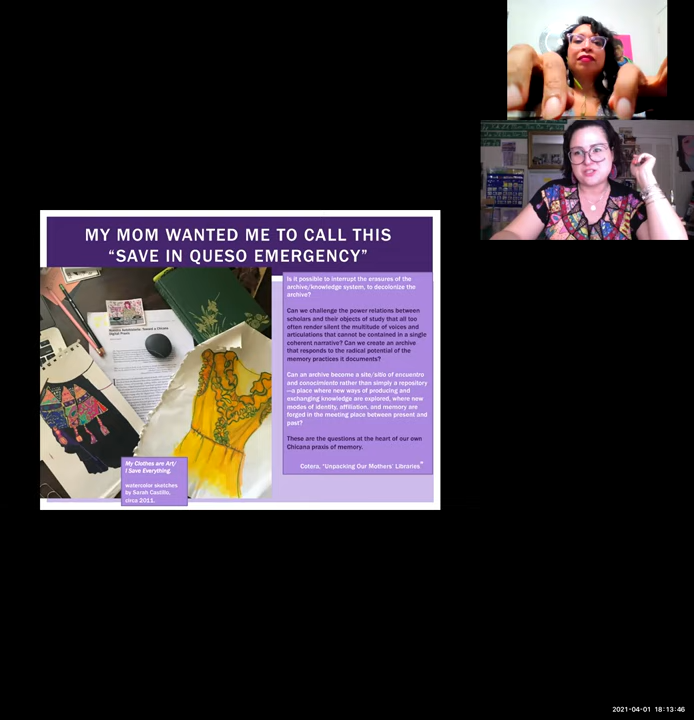 MY MOM WANTED ME TO CALL THIS
“SAVE IN QUESO EMERGENCY”
Is it possible to interrupt the erasures of the
archive/knowledge system, to decolonize the
archive?
Can we challenge the power relations between
scholars and their objects of study that all too
often render silent the multitude of voices and
articulations that cannot be contained in a single
coherent narrative? Can we create an archive
that responds to the radical potential of the
memory practices it documents?
Can an archive become a site/sitio of encuentro
and conocimiento rather than simply a repository
—a place where new ways of producing and
exchanging knowledge are explored, where new
modes of identity, affiliation, and memory are
forged in the meeting place between present and
past?
These are the questions at the heart of our own
Chicana praxis of memory.
Cotera, “Unpacking Our Mothers’ Libraries”
My Clothes are Art/
I Save Everything.
watercolor sketches
by Sarah Castillo,
circa 2011.
2021-04-01 18:13:46